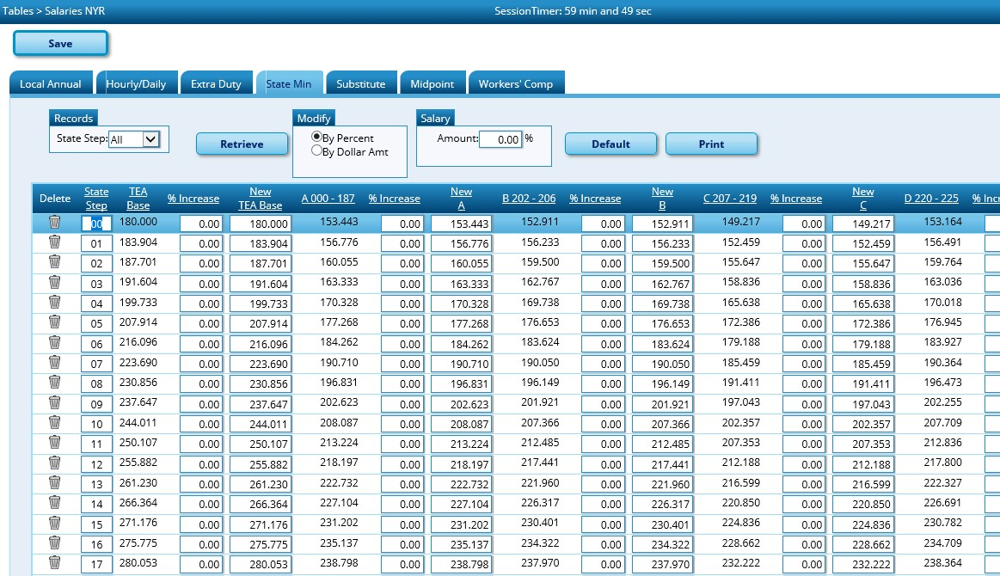 Tables > Salaries NYR SessionTimer: 59 min and 49 sec
Save
Local Annual Hourly/Daily Extra Duty State Min Substitute Midpoint Workers' Comp
Records Modify Salary
State Step: All Retrieve By Percent Amount: 0.00 % Default Print
By Dollar Amt
Delete State Step TEA Base % Increase New TEA Base A 000 - 187 % Increase New A B 202 - 206 % Increase New B C 207 - 219 % Increase New C D 220 - 225 % Incr
00 180.000 0.00 180.000 153.443 0.00 153.443 152.911 0.00 152.911 149.217 0.00 149.217 153.164
01 183.904 0.00 183.904 156.776 0.00 156.776 156.233 0.00 156.233 152.459 0.00 152.459 156.491
02 187.701 0.00 187.701 160.055 0.00 160.055 159.500 0.00 159.500 155.647 0.00 155.647 159.764
03 191.604 0.00 191.604 163.333 0.00 163.333 162.767 0.00 162.767 158.836 0.00 158.836 163.036
04 199.733 0.00 199.733 170.328 0.00 170.328 169.738 0.00 169.738 165.638 0.00 165.638 170.018
05 207.914 0.00 207.914 177.268 0.00 177.268 176.653 0.00 176.653 172.386 0.00 172.386 176.945
06 216.096 0.00 216.096 184.262 0.00 184.262 183.624 0.00 183.624 179.188 0.00 179.188 183.927
07 223.690 0.00 223.690 190.710 0.00 190.710 190.050 0.00 190.050 185.459 0.00 185.459 190.364
08 230.856 0.00 230.856 196.831 0.00 196.831 196.149 0.00 196.149 191.411 0.00 191.411 196.473
09 237.647 0.00 237.647 202.623 0.00 202.623 201.921 0.00 201.921 197.043 0.00 197.043 202.255
10 244.011 0.00 244.011 208.087 0.00 208.087 207.366 0.00 207.366 202.357 0.00 202.357 207.709
11 250.107 0.00 250.107 213.224 0.00 213.224 212.485 0.00 212.485 207.353 0.00 207.353 212.836
12 255.882 0.00 255.882 218.197 0.00 218.197 217.441 0.00 217.441 212.188 0.00 212.188 217.800
13 261.230 0.00 261.230 222.732 0.00 222.732 221.960 0.00 221.960 216.599 0.00 216.599 222.327
14 266.364 0.00 266.364 227.104 0.00 227.104 226.317 0.00 226.317 220.850 0.00 220.850 226.691
15 271.176 0.00 271.176 231.202 0.00 231.202 230.401 0.00 230.401 224.836 0.00 224.836 230.782
16 275.775 0.00 275.775 235.137 0.00 235.137 234.322 0.00 234.322 228.662 0.00 228.662 234.709
17 280.053 0.00 280.053 238.798 0.00 238.798 237.970 0.00 237.970 232.222 0.00 232.222 238.364